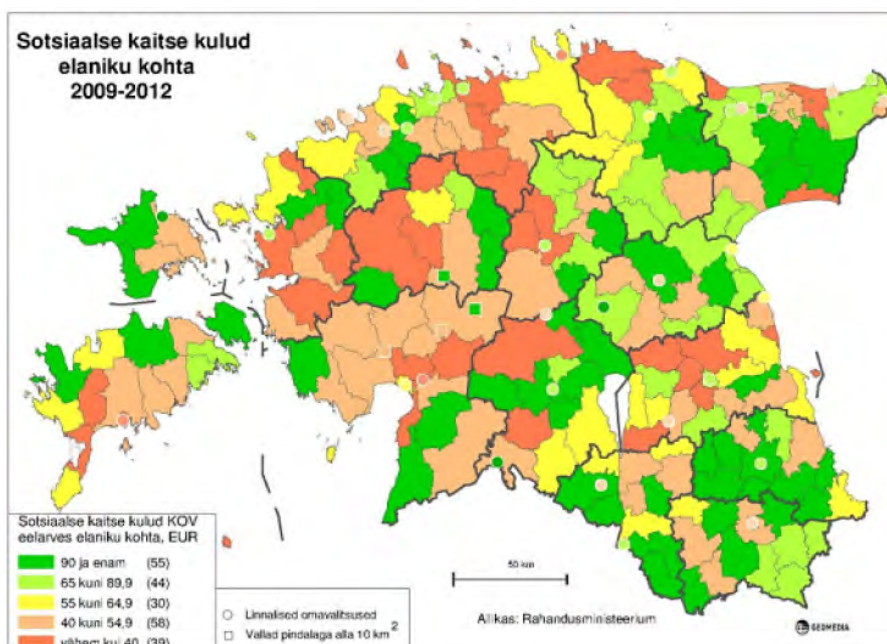 Sotsiaalse kaitse kulud
elaniku kohta
2009-2012
Sotsiaalse kaitse kulud KOV
eelarves elaniku kohta, EUR
90 ja enam (55)
65 kuni 89,9 (44)
55 kuni 64,9 (30)
40 kuni 54,9 (58)
vähem kui 40 (39)
Linnalised omavalitsused
Vallad pindalaga alla 10 km²
50 km
Allikas: Rahandusministeerium
GEOMEDIA